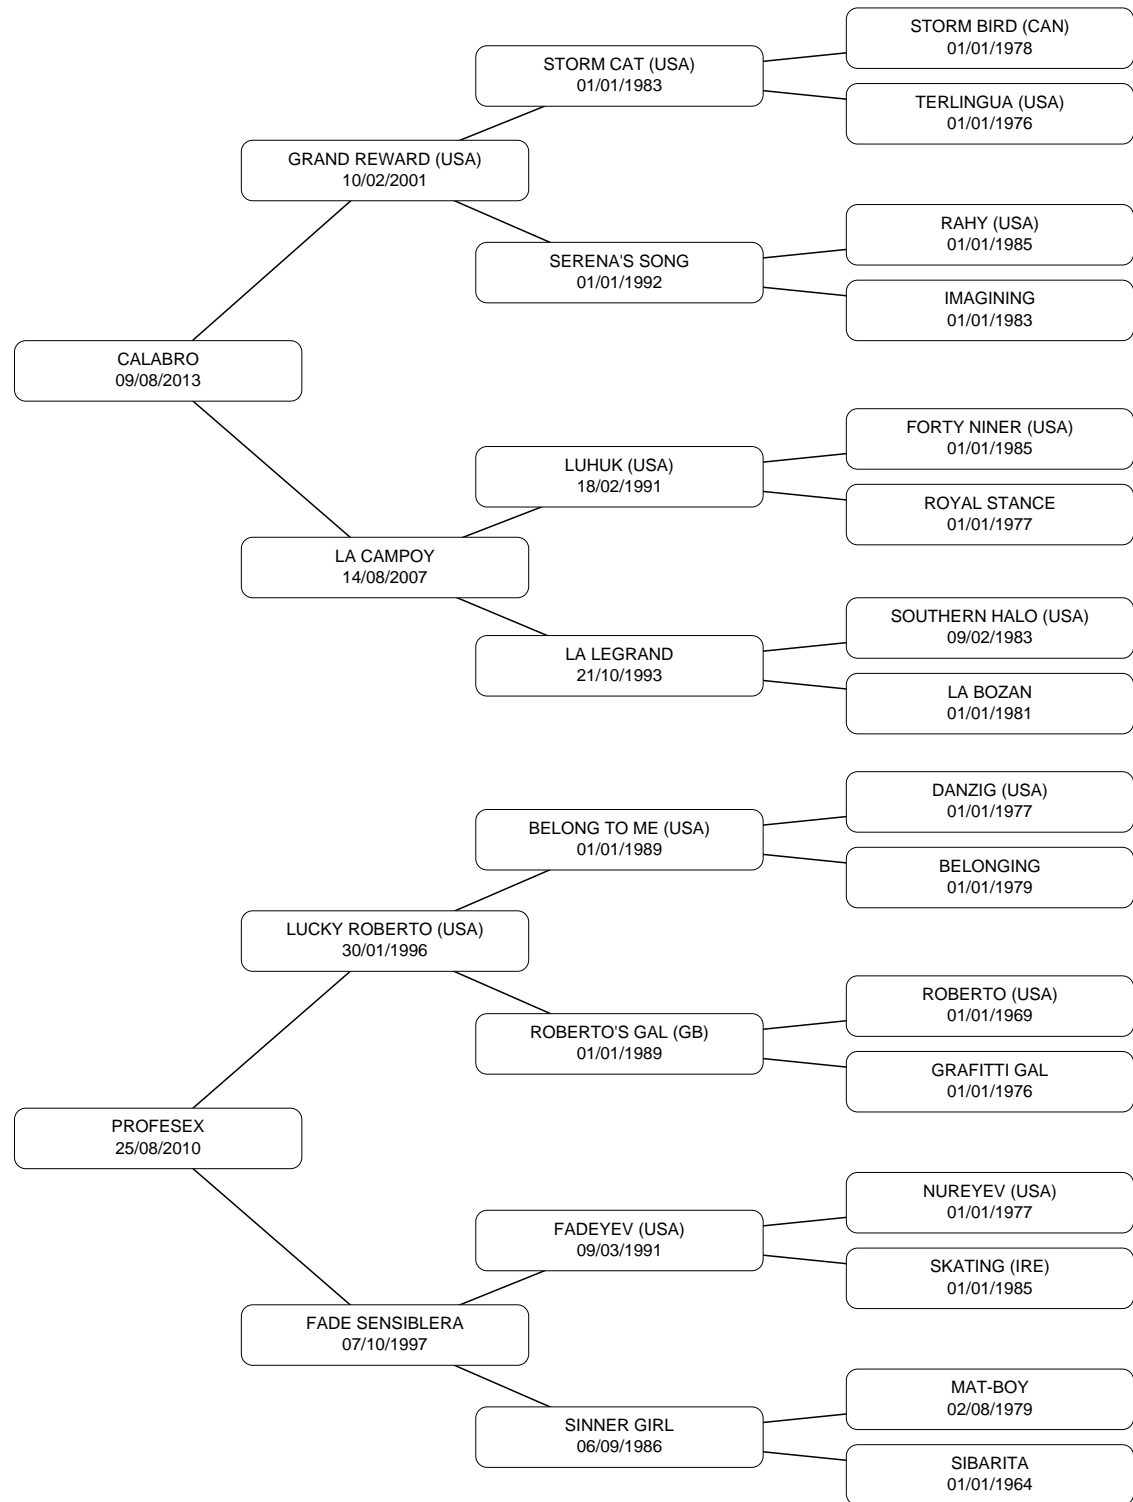 STORM BIRD (CAN)
01/01/1978
STORM CAT (USA)
01/01/1983
TERLINGUA (USA)
01/01/1976
GRAND REWARD (USA)
10/02/2001
RAHY (USA)
01/01/1985
SERENA'S SONG
01/01/1992
IMAGINING
01/01/1983
CALABRO
09/08/2013
FORTY NINER (USA)
01/01/1985
LUHUK (USA)
18/02/1991
ROYAL STANCE
01/01/1977
LA CAMPOY
14/08/2007
SOUTHERN HALO (USA)
09/02/1983
LA LEGRAND
21/10/1993
LA BOZAN
01/01/1981
DANZIG (USA)
01/01/1977
BELONG TO ME (USA)
01/01/1989
BELONGING
01/01/1979
LUCKY ROBERTO (USA)
30/01/1996
ROBERTO (USA)
01/01/1969
ROBERTO'S GAL (GB)
01/01/1989
GRAFITTI GAL
01/01/1976
PROFESEX
25/08/2010
NUREYEV (USA)
01/01/1977
FADEYEV (USA)
09/03/1991
SKATING (IRE)
01/01/1985
FADE SENSIBLERA
07/10/1997
MAT-BOY
02/08/1979
SINNER GIRL
06/09/1986
SIBARITA
01/01/1964